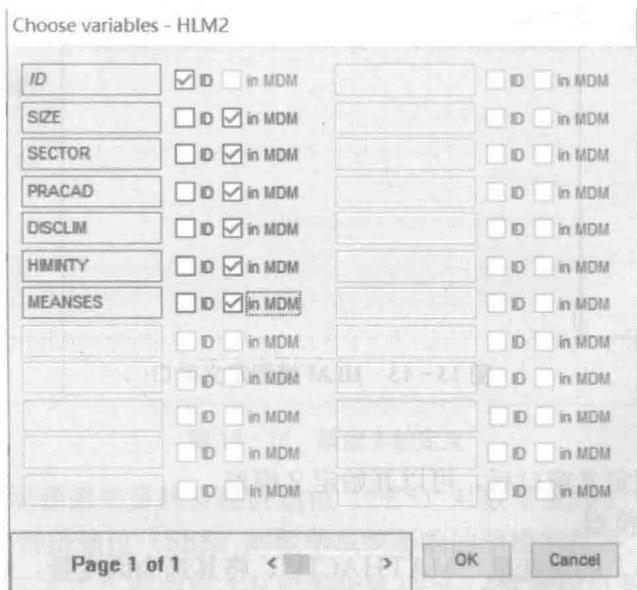 Choose variables - HLM2
ID ID in MDM ID in MDM
SIZE ID in MDM ID in MDM
SECTOR ID in MDM ID in MDM
PRACAD ID in MDM ID in MDM
DISCLIM ID in MDM ID in MDM
HIMINTY ID in MDM ID in MDM
MEANSES ID in MDM ID in MDM
ID in MDM ID in MDM
ID in MDM ID in MDM
ID in MDM ID in MDM
ID in MDM ID in MDM
ID in MDM ID in MDM
Page 1 of 1 < > OK Cancel